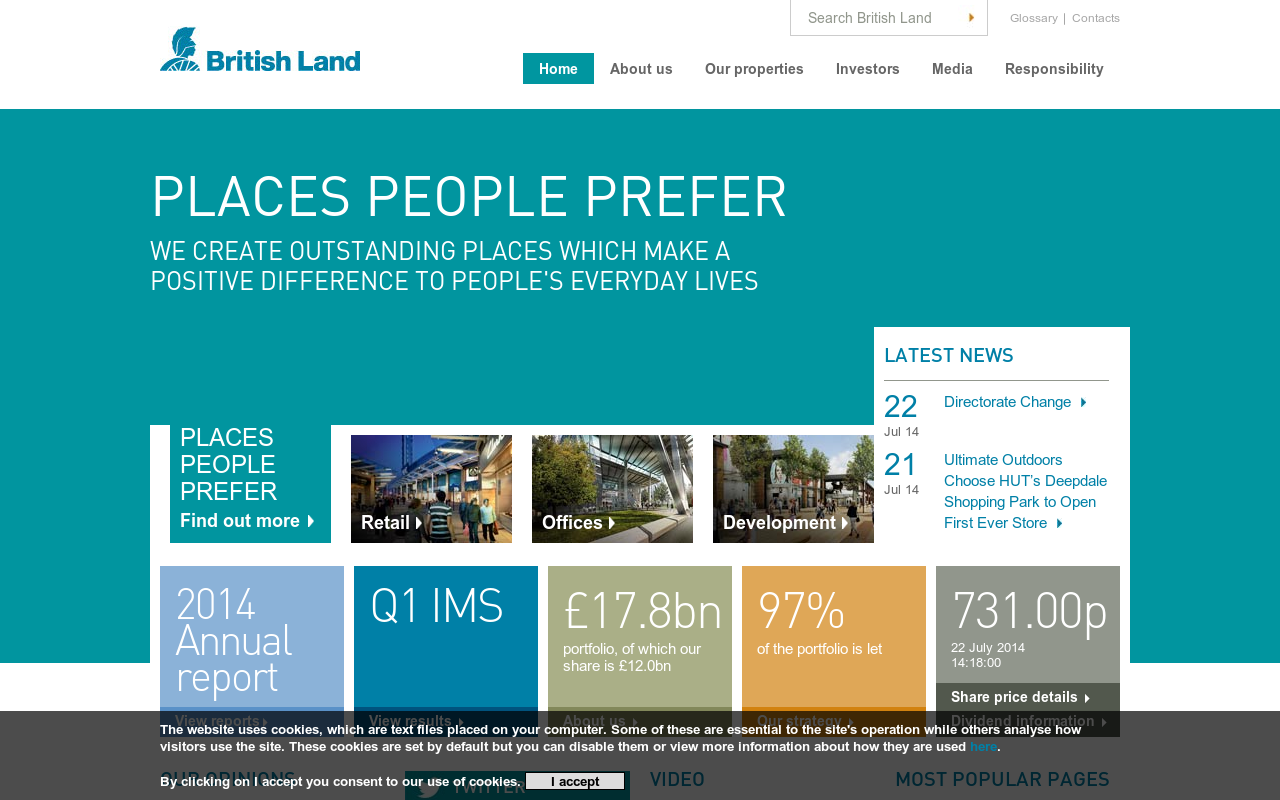 Search British Land
Glossary | Contacts
British Land
Home
About us
Our properties
Investors
Media
Responsibility
PLACES PEOPLE PREFER
WE CREATE OUTSTANDING PLACES WHICH MAKE A
POSITIVE DIFFERENCE TO PEOPLE'S EVERYDAY LIVES
LATEST NEWS
22
Jul 14
Directorate Change
21
Jul 14
Ultimate Outdoors
Choose HUT's Deepdale
Shopping Park to Open
First Ever Store
PLACES
PEOPLE
PREFER
Find out more
Retail
Offices
Development
2014
Annual
report
View reports
Q1 IMS
View results
£17.8bn
portfolio, of which our
share is £12.0bn
About us
97%
of the portfolio is let
Our strategy
731.00p
22 July 2014
14:18:00
Share price details
Dividend information
The website uses cookies, which are text files placed on your computer. Some of these are essential to the site's operation while others analyse how
visitors use the site. These cookies are set by default but you can disable them or view more information about how they are used here.
By clicking on I accept you consent to our use of cookies.
I accept
OUR OPINIONS
TWITTER
VIDEO
MOST POPULAR PAGES